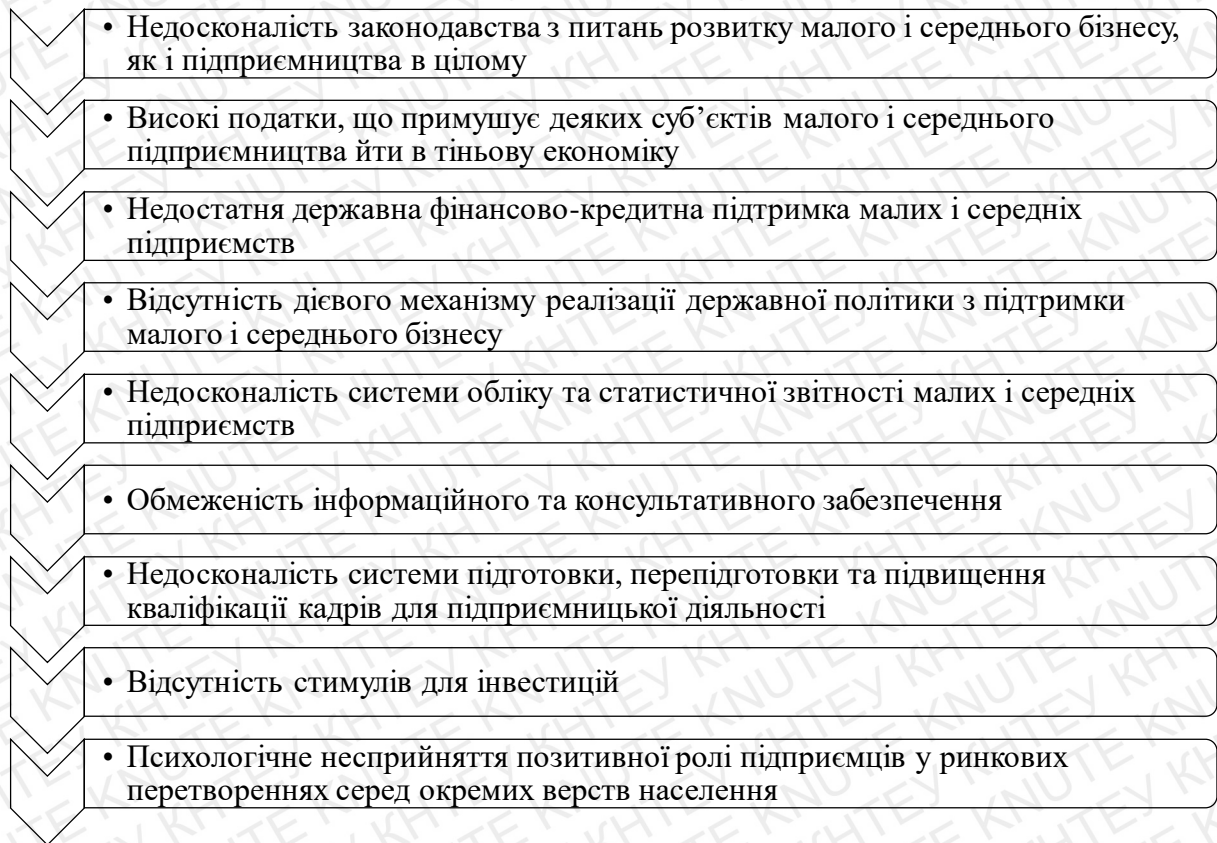 • Недосконалість законодавства з питань розвитку малого і середнього бізнесу,
як і підприємництва в цілому
• Високі податки, що примушує деяких суб’єктів малого і середнього
підприємництва йти в тіньову економіку
• Недостатня державна фінансово-кредитна підтримка малих і середніх
підприємств
• Відсутність дієвого механізму реалізації державної політики з підтримки
малого і середнього бізнесу
• Недосконалість системи обліку та статистичної звітності малих і середніх
підприємств
• Обмеженість інформаційного та консультативного забезпечення
• Недосконалість системи підготовки, перепідготовки та підвищення
кваліфікації кадрів для підприємницької діяльності
• Відсутність стимулів для інвестицій
• Психологічне несприйняття позитивної ролі підприємців у ринкових
перетвореннях серед окремих верств населення